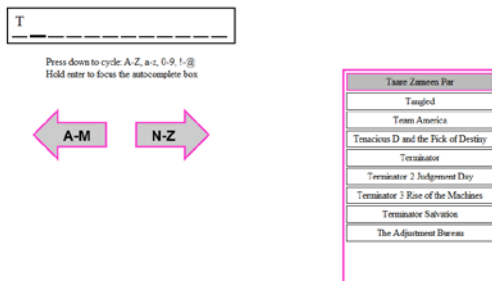 T
Press down to cycle: A-Z, a-z, 0-9, !-@
Hold enter to focus the autocomplete box
A-M
N-Z
Taare Zameen Par
Tangled
Team America
Tenacious D and the Pick of Destiny
Terminator
Terminator 2 Judgement Day
Terminator 3 Rise of the Machines
Terminator Salvation
The Adjustment Bureau